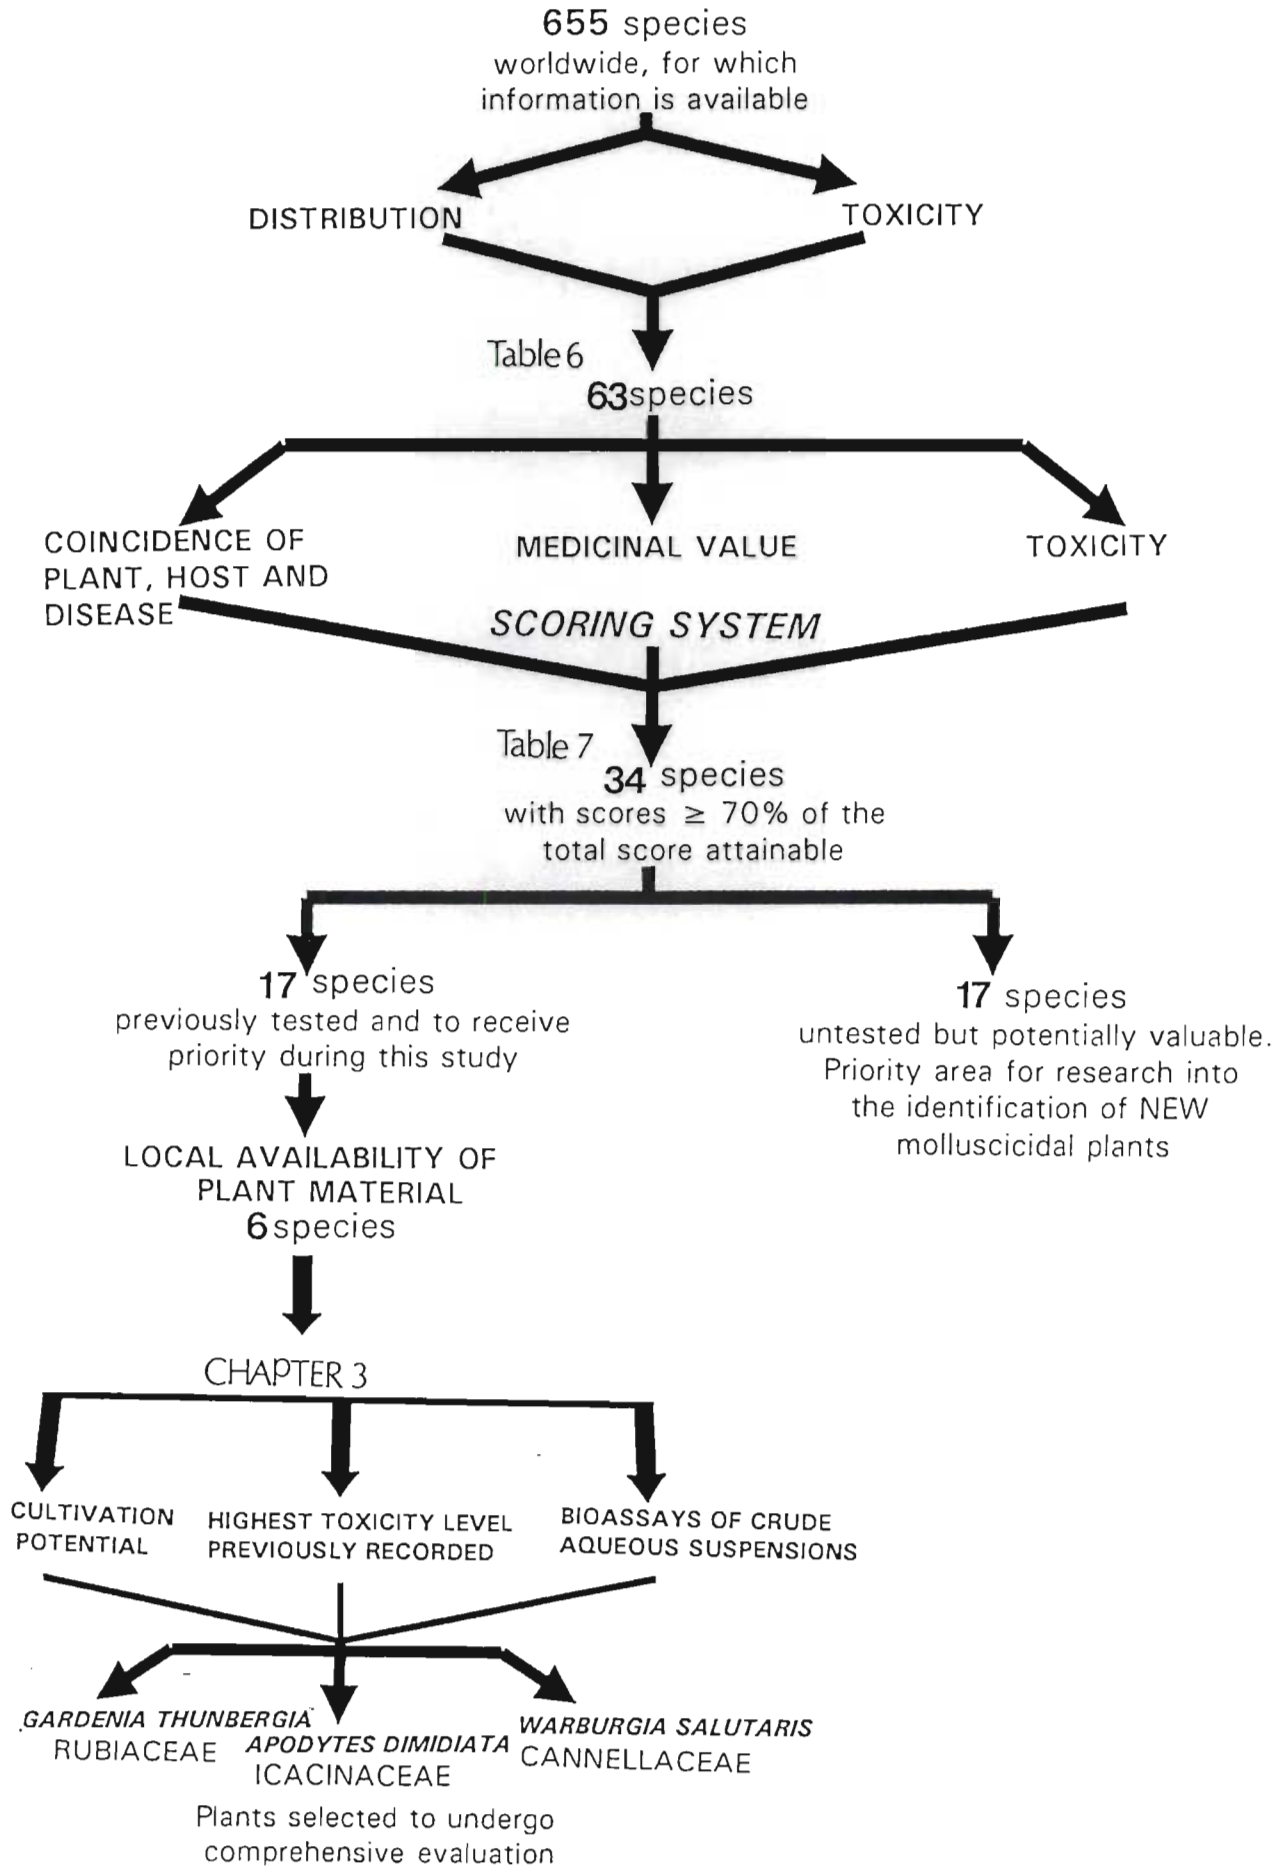 655 species
worldwide, for which
information is available
DISTRIBUTION
TOXICITY
Table 6
63 species
COINCIDENCE OF
PLANT, HOST AND
DISEASE
MEDICINAL VALUE
TOXICITY
SCORING SYSTEM
Table 7
34 species
with scores ≥ 70% of the
total score attainable
17 species
previously tested and to receive
priority during this study
17 species
untested but potentially valuable.
Priority area for research into
the identification of NEW
molluscicidal plants
LOCAL AVAILABILITY OF
PLANT MATERIAL
6 species
CHAPTER 3
CULTIVATION
POTENTIAL
HIGHEST TOXICITY LEVEL
PREVIOUSLY RECORDED
BIOASSAYS OF CRUDE
AQUEOUS SUSPENSIONS
GARDENIA THUNBERGIA
RUBIACEAE
APODYTES DIMIDIATA
ICACINACEAE
WARBURGIA SALUTARIS
CANNELLACEAE
Plants selected to undergo
comprehensive evaluation